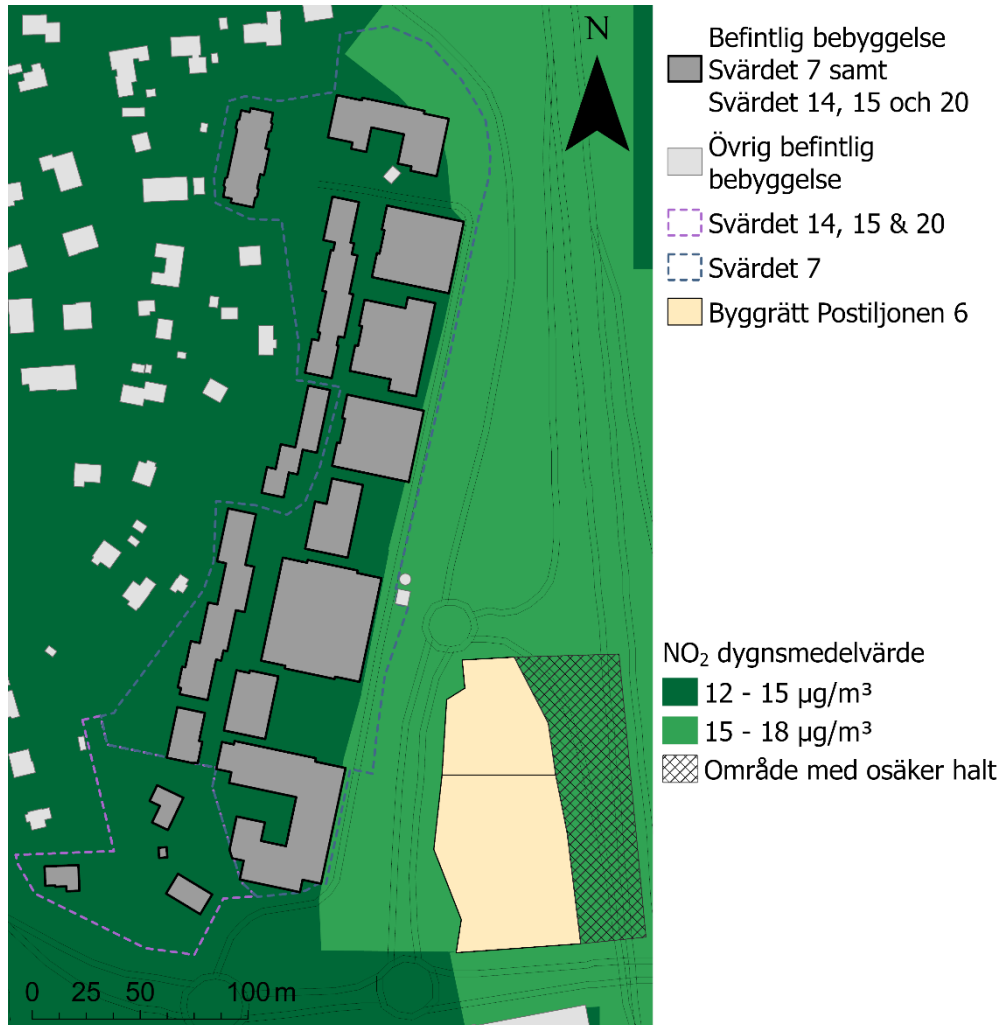 N
Befintlig bebyggelse
Svärdet 7 samt
Svärdet 14, 15 och 20
Övrig befintlig
bebyggelse
Svärdet 14, 15 & 20
Svärdet 7
Byggrätt Postiljonen 6
NO₂ dygnsmedelvärde
12 - 15 µg/m³
15 - 18 µg/m³
Område med osäker halt
0 25 50 100 m